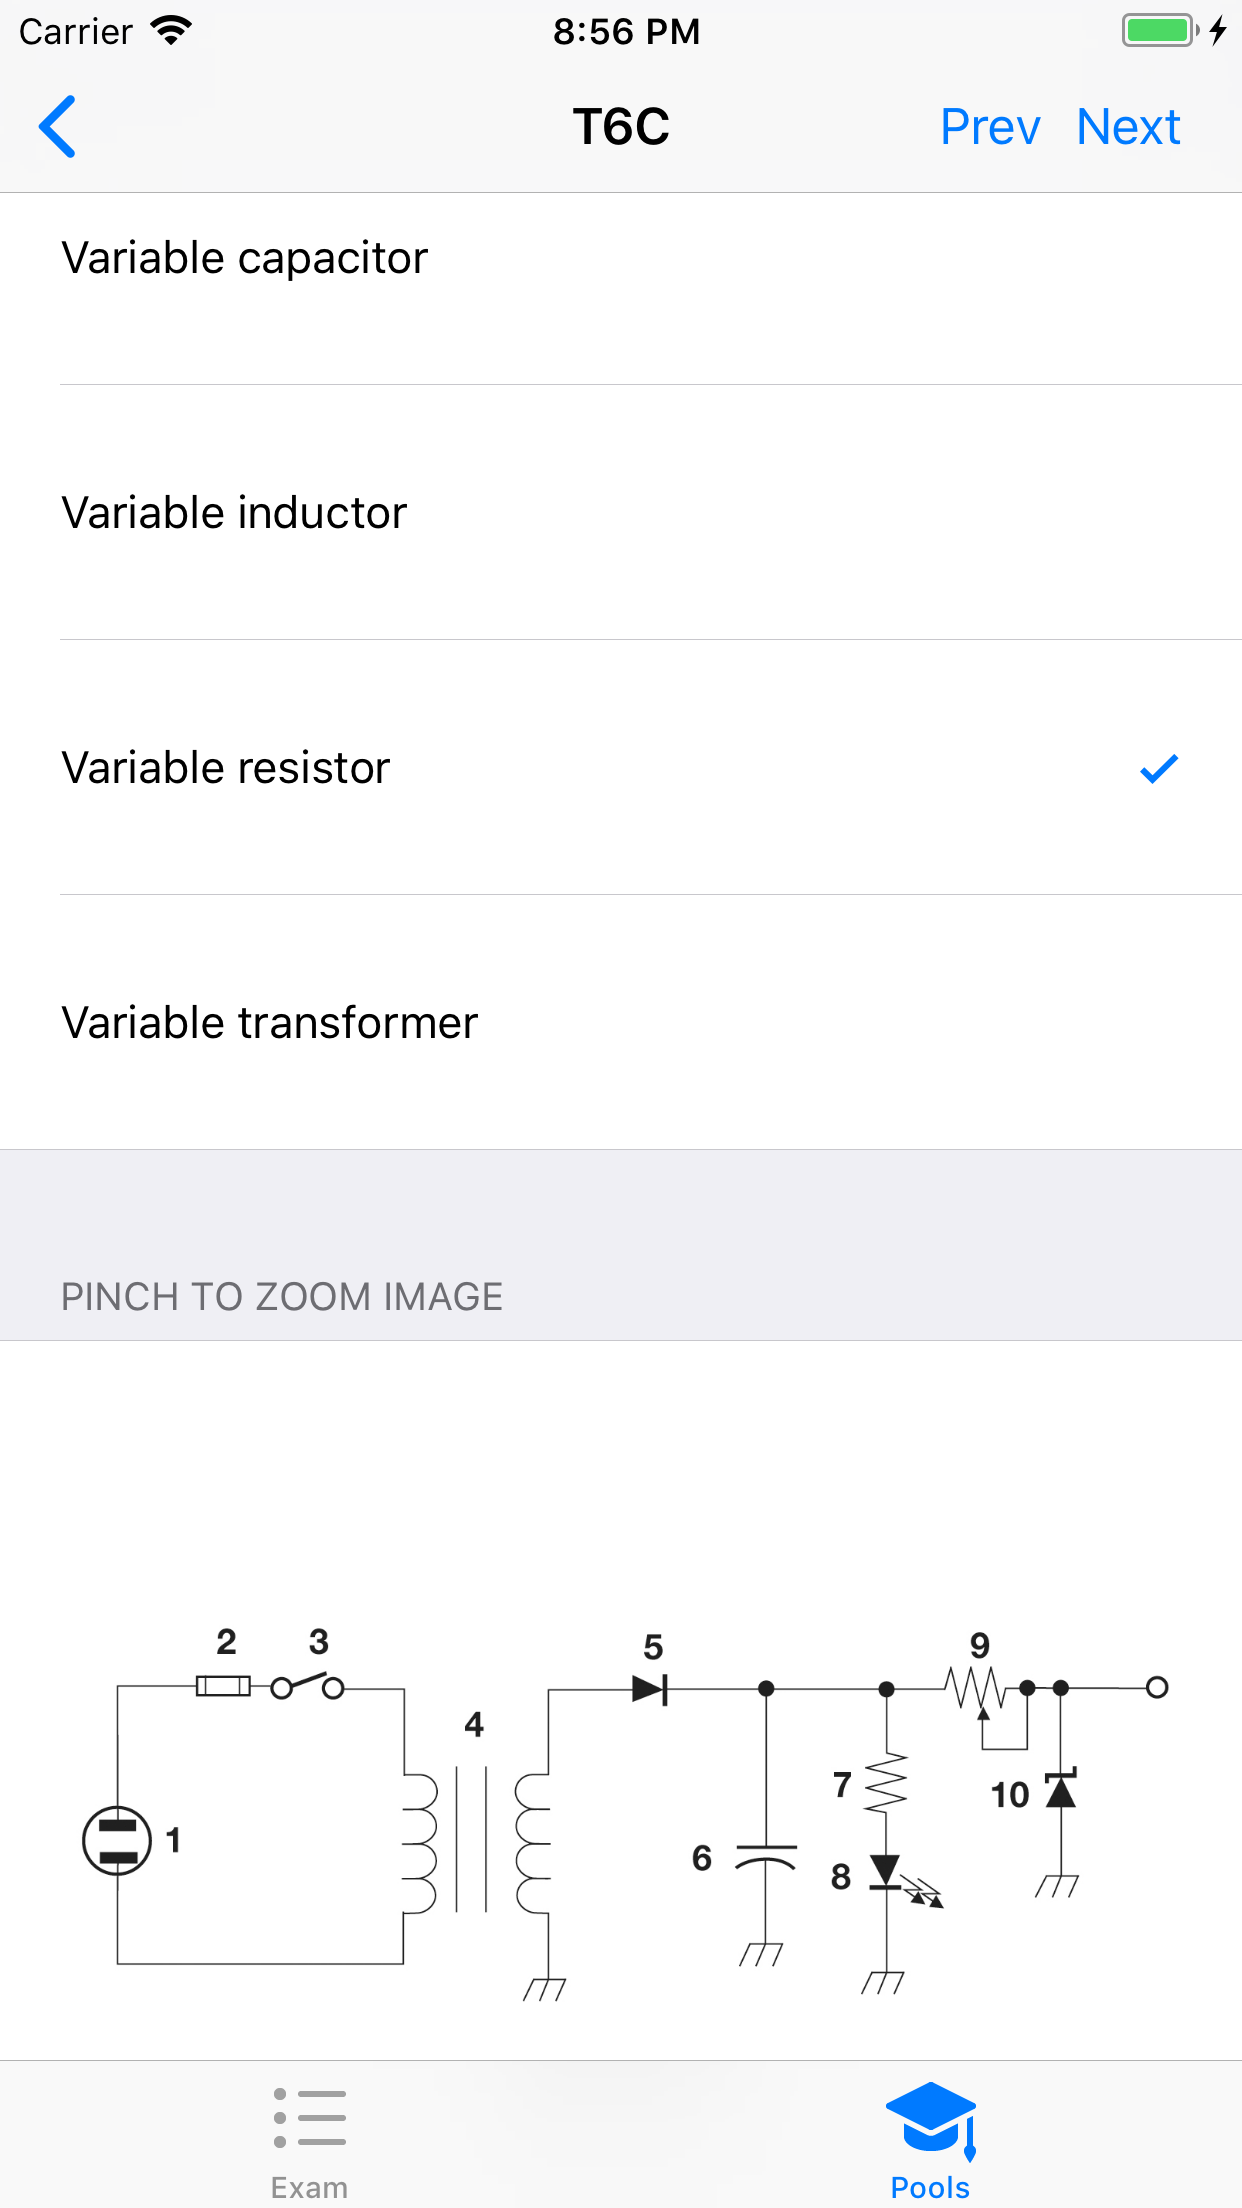 Carrier 8:56 PM
T6C Prev Next
Variable capacitor
Variable inductor
Variable resistor
Variable transformer
PINCH TO ZOOM IMAGE
2 3 5 9
4
7 10
1 6 8
Exam Pools